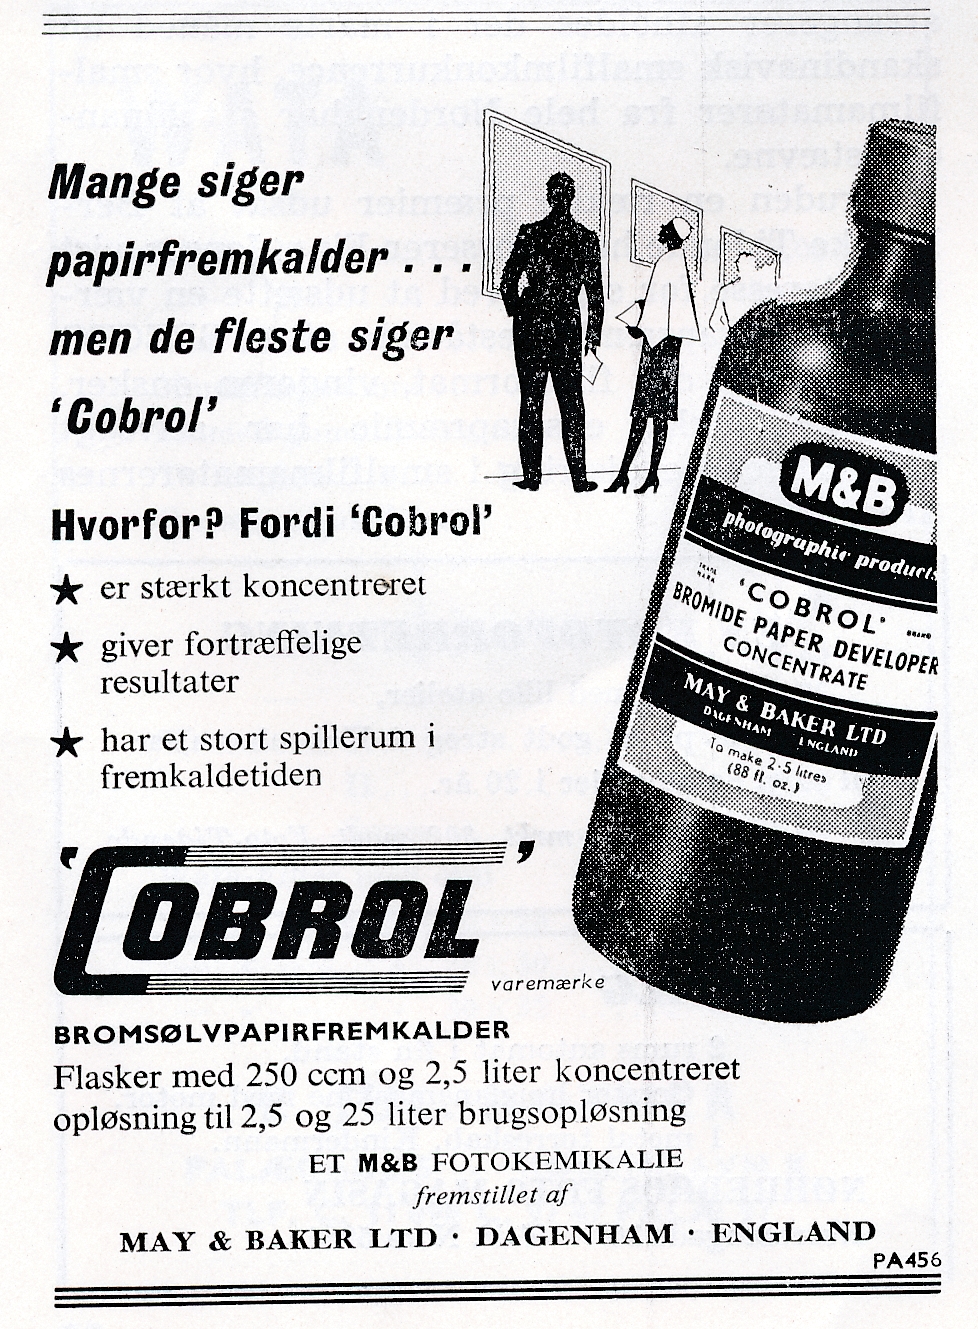 Mange siger
papirfremkalder . . .
men de fleste siger
‘Cobrol’
Hvorfor? Fordi ‘Cobrol’
★ er stærkt koncentreret
★ giver fortræffelige
resultater
★ har et stort spillerum i
fremkaldetiden
M&B
photographic products
TRADE
MARK
‘COBROL’
BRAND
BROMIDE PAPER DEVELOPER
CONCENTRATE
MAY & BAKER LTD
DAGENHAM ENGLAND
To make 2·5 litres
(88 fl. oz.)
‘COBROL’
varemærke
BROMSØLVPAPIRFREMKALDER
Flasker med 250 ccm og 2,5 liter koncentreret
opløsning til 2,5 og 25 liter brugsopløsning
ET M&B FOTOKEMIKALIE
fremstillet af
MAY & BAKER LTD · DAGENHAM · ENGLAND
PA456